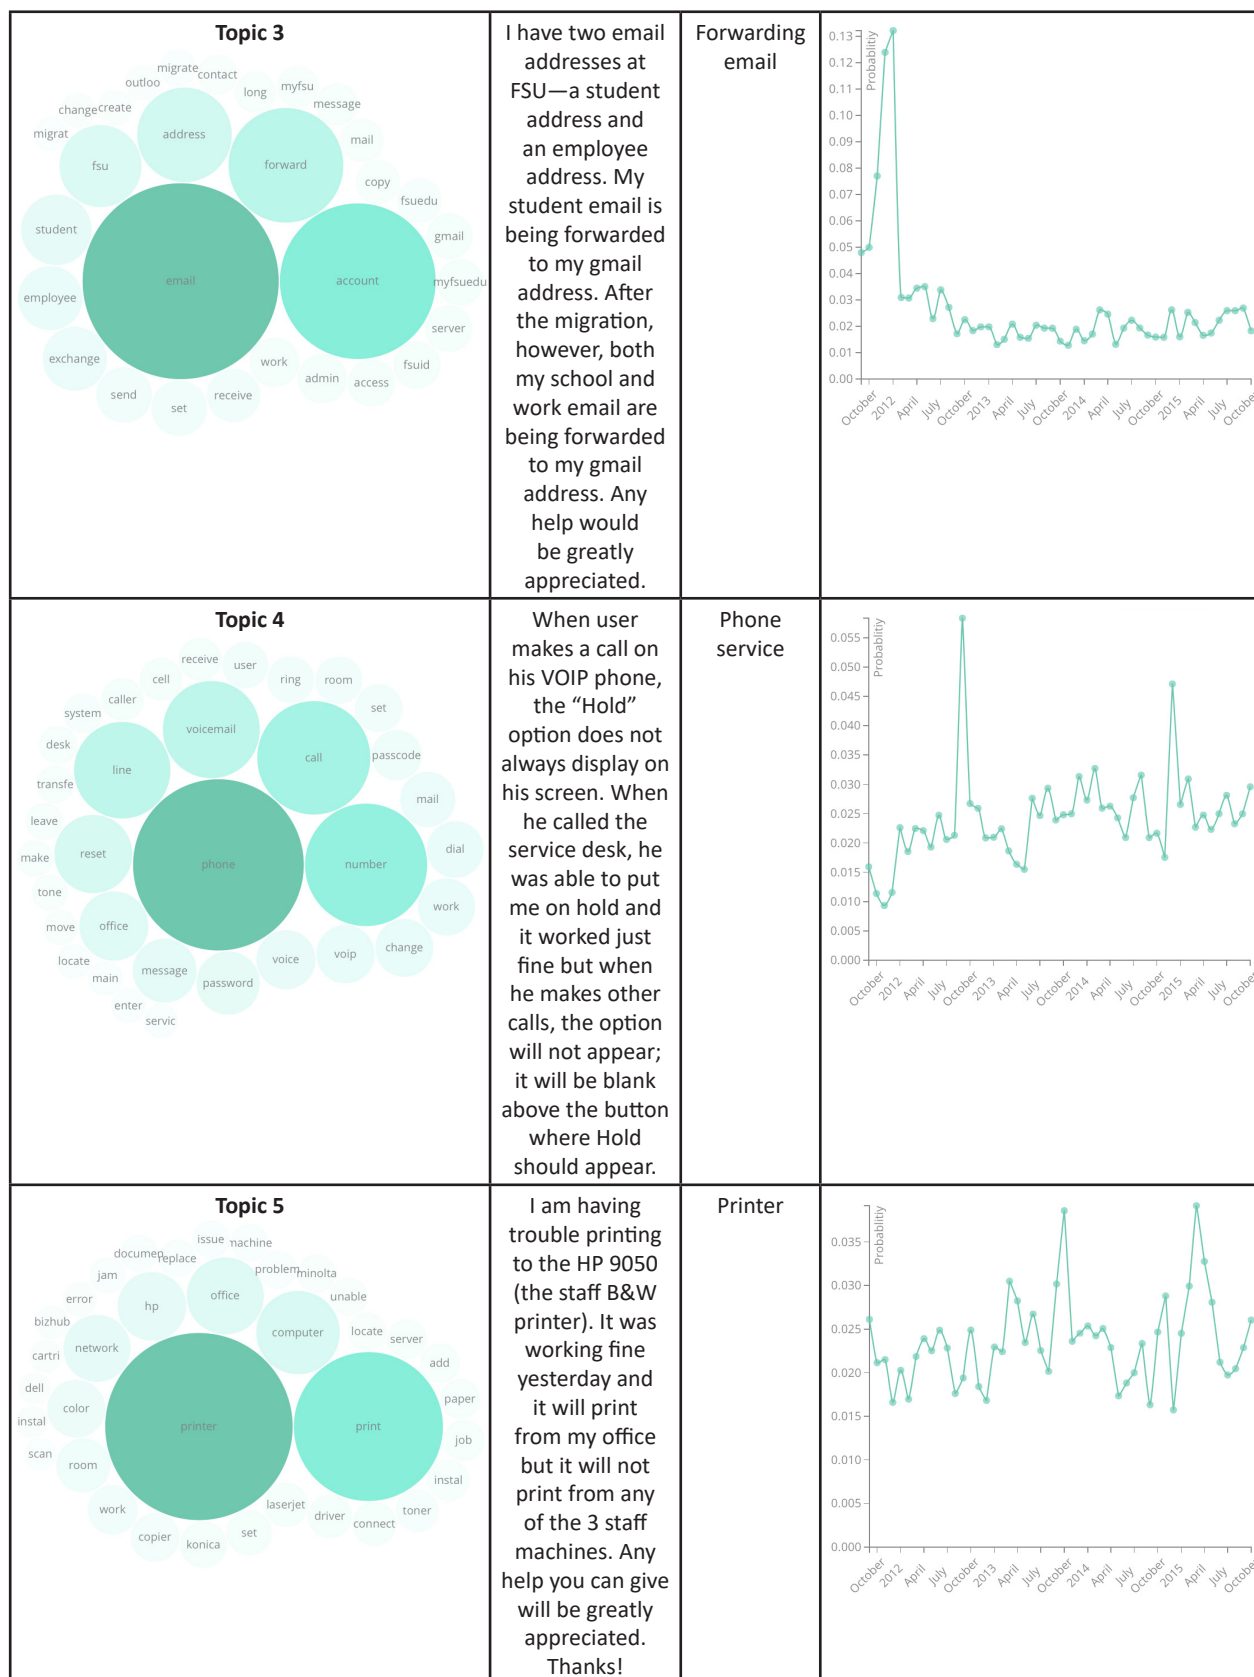 Topic 3
migrate
outloo
contact
long
myfsu
change
create
message
migrat
address
mail
fsu
forward
copy
fsuedu
student
gmail
email
account
myfsuedu
employee
server
exchange
work
fsuid
admin
access
send
set
receive
I have two email
addresses at
FSU—a student
address and
an employee
address. My
student email is
being forwarded
to my gmail
address. After
the migration,
however, both
my school and
work email are
being forwarded
to my gmail
address. Any
help would
be greatly
appreciated.
Forwarding
email
Probablitiy
0.13
0.12
0.11
0.10
0.09
0.08
0.07
0.06
0.05
0.04
0.03
0.02
0.01
0.00
October 2012 April July October 2013 April July October 2014 April July October 2015 April July October
Topic 4
receive
user
cell
ring
room
caller
system
set
voicemail
desk
call
passcode
line
transfe
mail
leave
reset
phone
number
dial
make
tone
work
move
office
change
locate
message
voice
voip
main
password
enter
servic
When user
makes a call on
his VOIP phone,
the “Hold”
option does not
always display on
his screen. When
he called the
service desk, he
was able to put
me on hold and
it worked just
fine but when
he makes other
calls, the option
will not appear;
it will be blank
above the button
where Hold
should appear.
Phone
service
Probablitiy
0.055
0.050
0.045
0.040
0.035
0.030
0.025
0.020
0.015
0.010
0.005
0.000
October 2012 April July October 2013 April July October 2014 April July October 2015 April July October
Topic 5
issue
machine
documen
replace
problem
minolta
jam
unable
error
hp
office
bizhub
computer
locate
server
cartri
network
add
dell
paper
color
instal
printer
print
job
scan
room
instal
work
laserjet
toner
driver
connect
copier
konica
set
I am having
trouble printing
to the HP 9050
(the staff B&W
printer). It was
working fine
yesterday and
it will print
from my office
but it will not
print from any
of the 3 staff
machines. Any
help you can give
will be greatly
appreciated.
Thanks!
Printer
Probablitiy
0.035
0.030
0.025
0.020
0.015
0.010
0.005
0.000
October 2012 April July October 2013 April July October 2014 April July October 2015 April July October